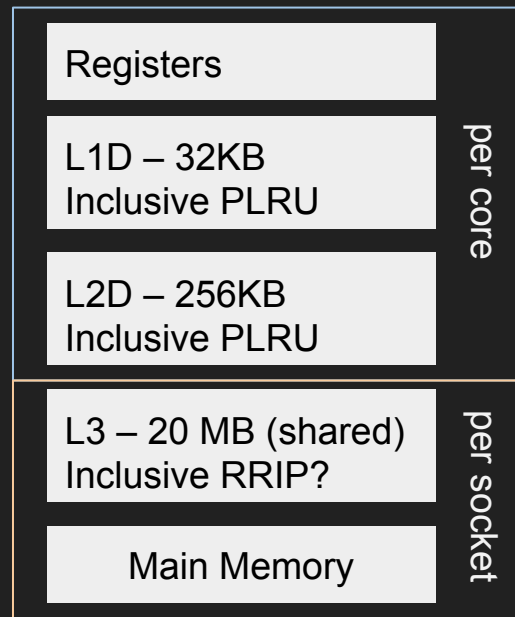 Registers
L1D – 32KB
Inclusive PLRU
per core
L2D – 256KB
Inclusive PLRU
L3 – 20 MB (shared)
Inclusive RRIP?
per socket
Main Memory